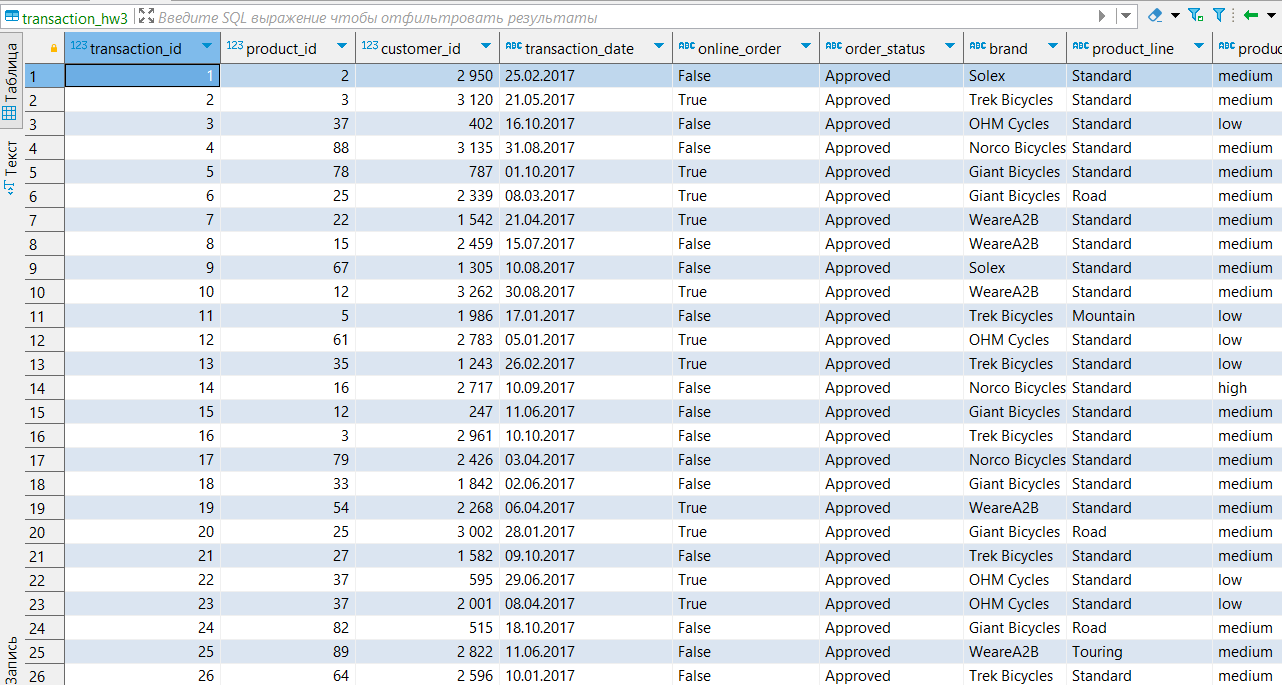 transaction_hw3 Введите SQL выражение чтобы отфильтровать результаты
Таблица
Текст
Запись
123 transaction_id 123 product_id 123 customer_id ABC transaction_date ABC online_order ABC order_status ABC brand ABC product_line ABC produc
1 1 2 2 950 25.02.2017 False Approved Solex Standard medium
2 2 3 3 120 21.05.2017 True Approved Trek Bicycles Standard medium
3 3 37 402 16.10.2017 False Approved OHM Cycles Standard low
4 4 88 3 135 31.08.2017 False Approved Norco Bicycles Standard medium
5 5 78 787 01.10.2017 True Approved Giant Bicycles Standard medium
6 6 25 2 339 08.03.2017 True Approved Giant Bicycles Road medium
7 7 22 1 542 21.04.2017 True Approved WeareA2B Standard medium
8 8 15 2 459 15.07.2017 False Approved WeareA2B Standard medium
9 9 67 1 305 10.08.2017 False Approved Solex Standard medium
10 10 12 3 262 30.08.2017 True Approved WeareA2B Standard medium
11 11 5 1 986 17.01.2017 False Approved Trek Bicycles Mountain low
12 12 61 2 783 05.01.2017 True Approved OHM Cycles Standard low
13 13 35 1 243 26.02.2017 True Approved Trek Bicycles Standard low
14 14 16 2 717 10.09.2017 False Approved Norco Bicycles Standard high
15 15 12 247 11.06.2017 False Approved Giant Bicycles Standard medium
16 16 3 2 961 10.10.2017 False Approved Trek Bicycles Standard medium
17 17 79 2 426 03.04.2017 False Approved Norco Bicycles Standard medium
18 18 33 1 842 02.06.2017 False Approved Giant Bicycles Standard medium
19 19 54 2 268 06.04.2017 True Approved WeareA2B Standard medium
20 20 25 3 002 28.01.2017 True Approved Giant Bicycles Road medium
21 21 27 1 582 09.10.2017 False Approved Trek Bicycles Standard medium
22 22 37 595 29.06.2017 True Approved OHM Cycles Standard low
23 23 37 2 001 08.04.2017 True Approved OHM Cycles Standard low
24 24 82 515 18.10.2017 False Approved Giant Bicycles Road medium
25 25 89 2 822 11.06.2017 False Approved WeareA2B Touring medium
26 26 64 2 596 10.01.2017 False Approved Trek Bicycles Standard medium